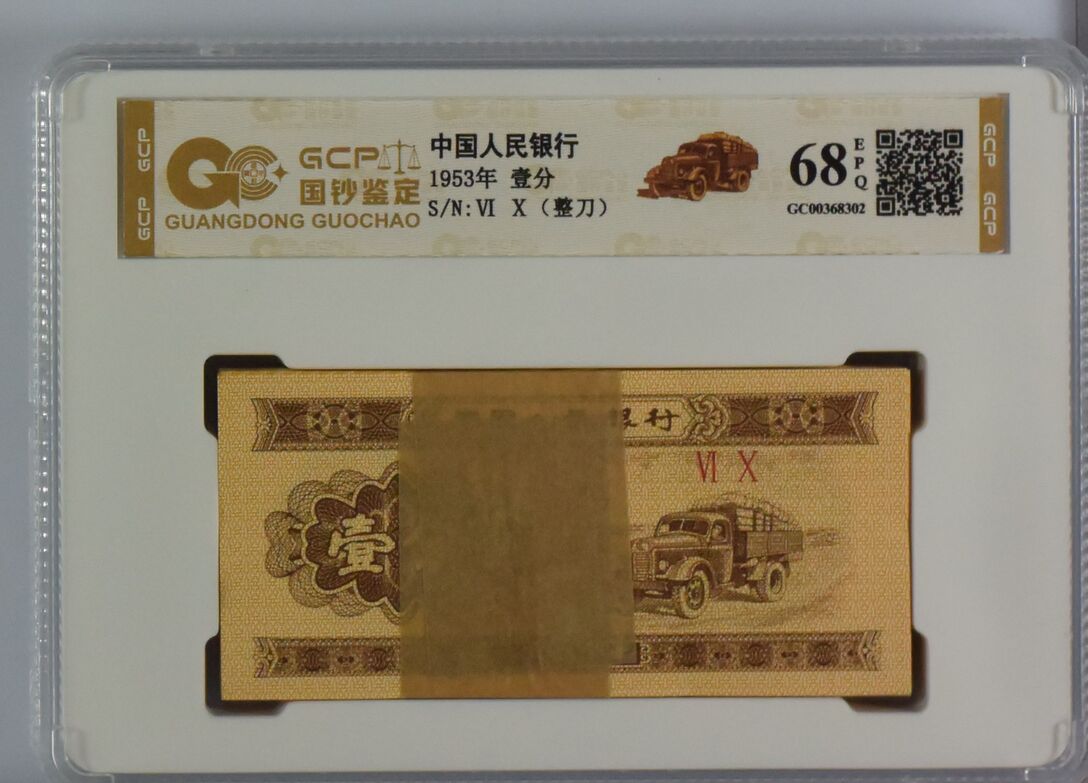 GCP
GCP
GCP
国钞鉴定
GUANGDONG GUOCHAO
中国人民银行
1953年 壹分
S/N:Ⅵ Ⅹ（整刀）
68
EPQ
GC00368302
GCP
GCP
银行
Ⅵ Ⅹ
壹